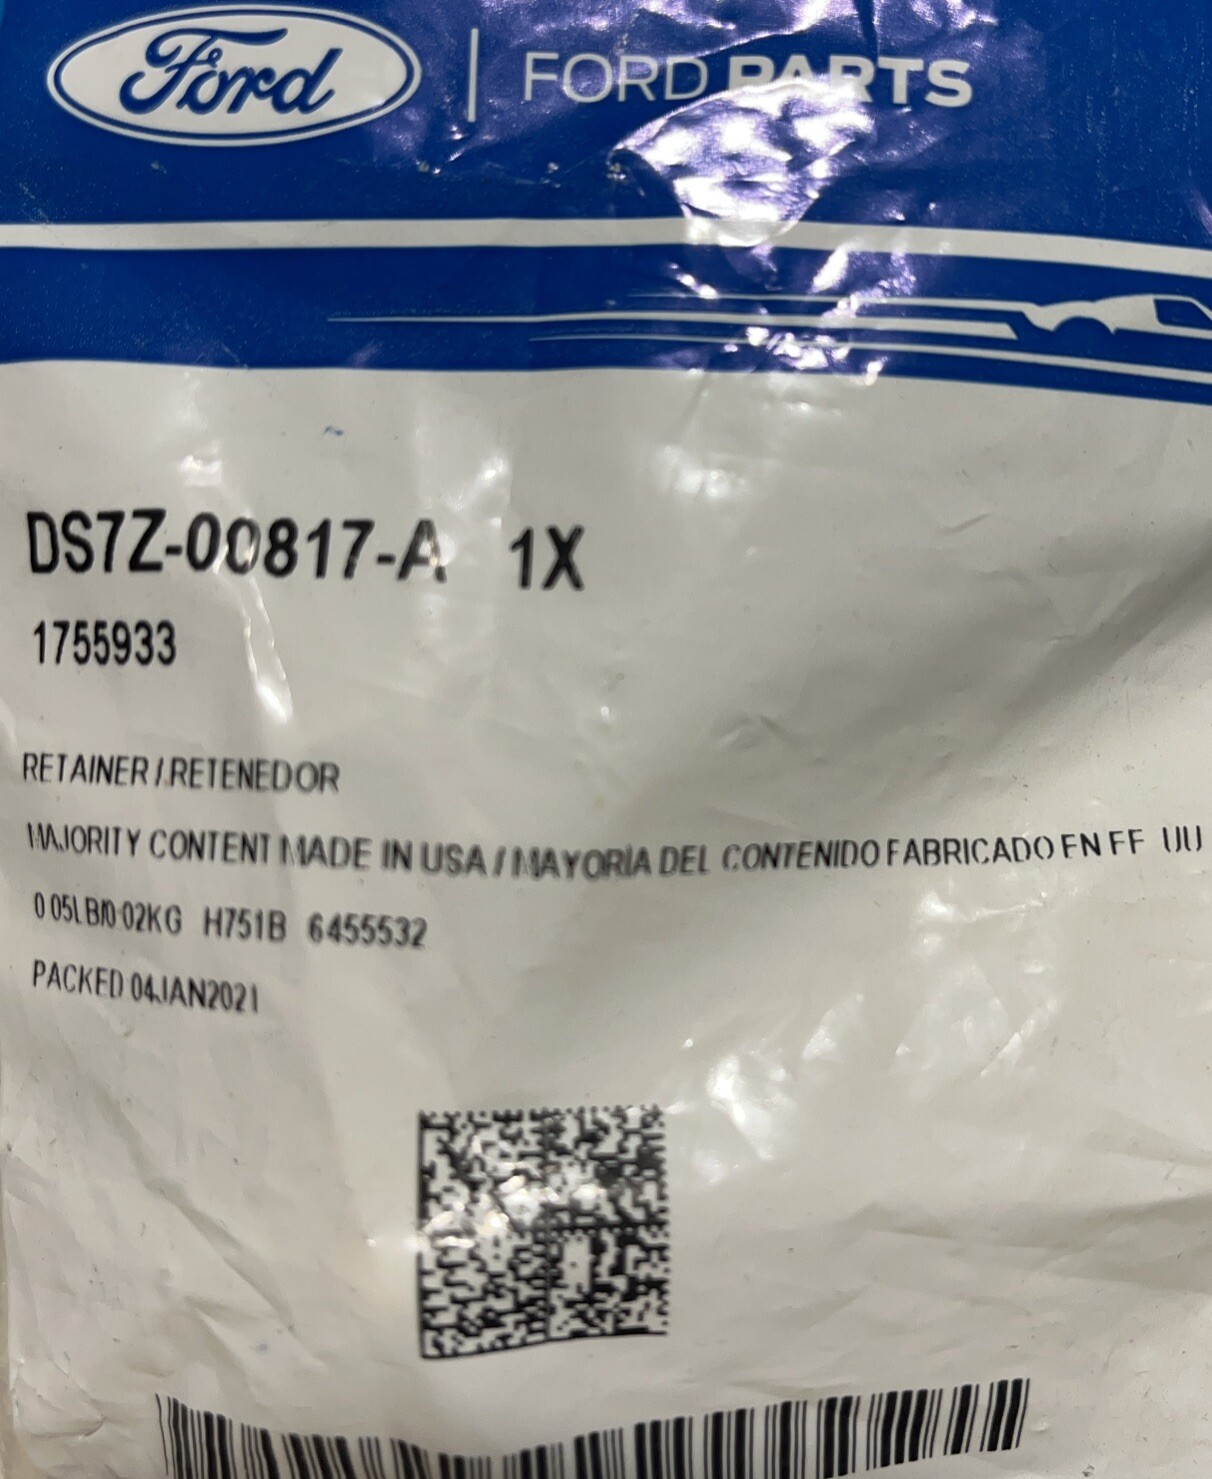 Ford FORD PARTS
DS7Z-00817-A 1X
1755933
RETAINER / RETENEDOR
MAJORITY CONTENT MADE IN USA / MAYORIA DEL CONTENIDO FABRICADO EN EE UU
0.05LB/0.02KG H751B 6455532
PACKED 04JAN2021